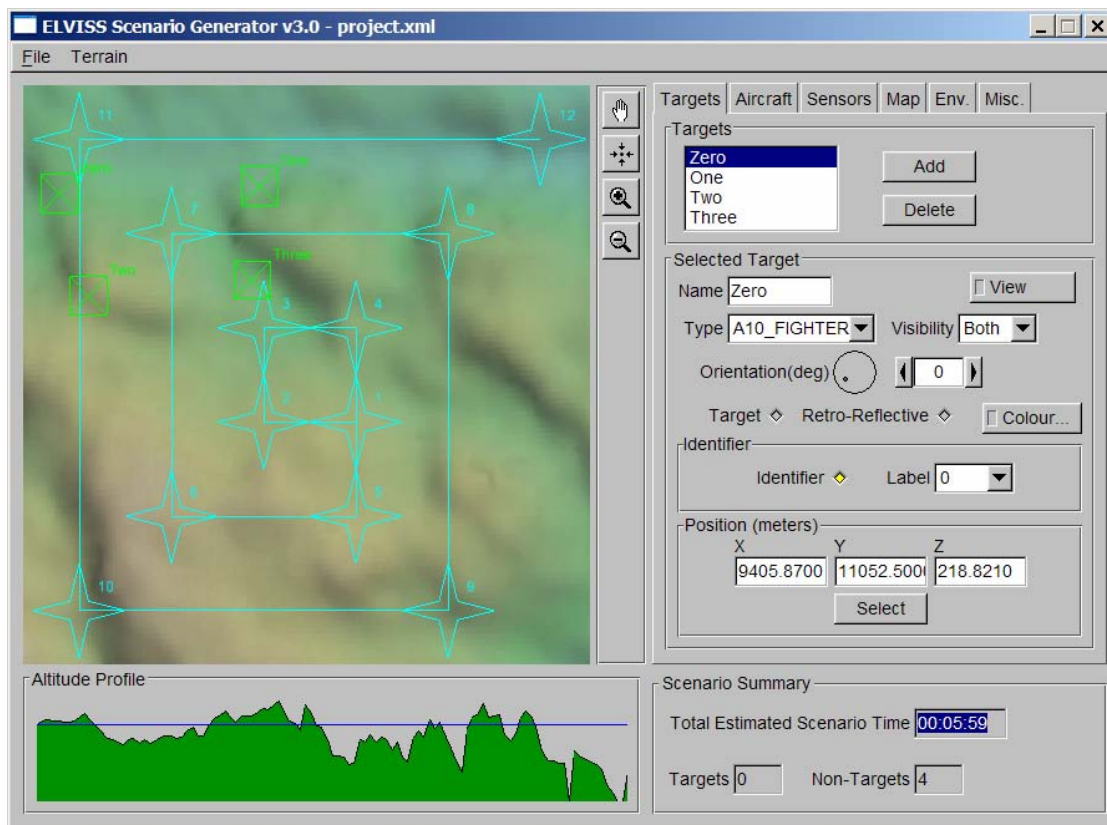 ELVISS Scenario Generator v3.0 - project.xml
File Terrain
11
12
7
8
Two
Three
3
4
2
1
6
5
10
9
Altitude Profile
Targets Aircraft Sensors Map Env. Misc.
Targets
Zero
One
Two
Three
Add
Delete
Selected Target
Name Zero
View
Type A10_FIGHTER Visibility Both
Orientation(deg) 0
Target Retro-Reflective Colour...
Identifier
Identifier Label 0
Position (meters)
X Y Z
9405.8700 11052.500 218.8210
Select
Scenario Summary
Total Estimated Scenario Time 00:05:59
Targets 0 Non-Targets 4